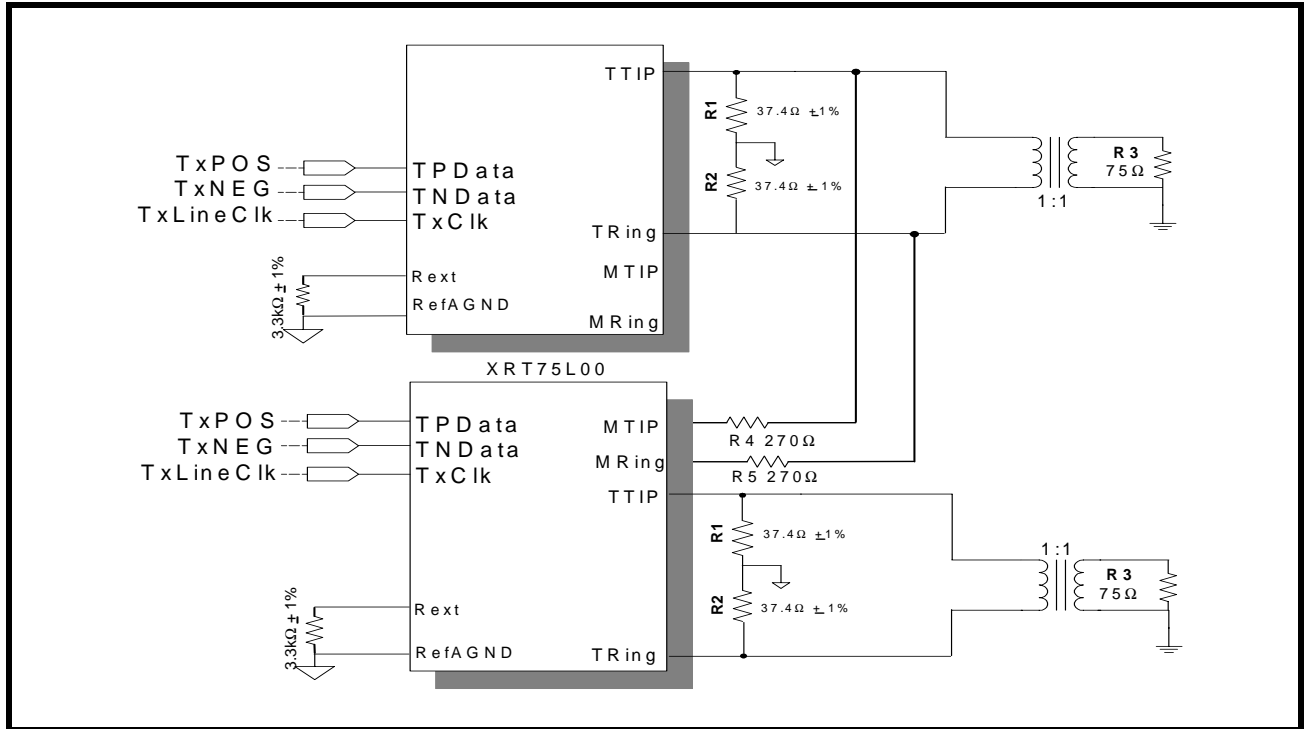 TTIP
R1
37.4Ω ±1%
TxPOS
TPData
TxNEG
TNData
TxLineClk
TxClk
R2
37.4Ω ±1%
R3
75Ω
1:1
TRing
Rext
MTIP
3.3kΩ ±1%
RefAGND
MRing
XRT75L00
TxPOS
TPData
MTIP
R4 270Ω
TxNEG
TNData
MRing
TxLineClk
TxClk
R5 270Ω
TTIP
R1
37.4Ω ±1%
1:1
R3
75Ω
R2
37.4Ω ±1%
Rext
3.3kΩ ±1%
RefAGND
TRing